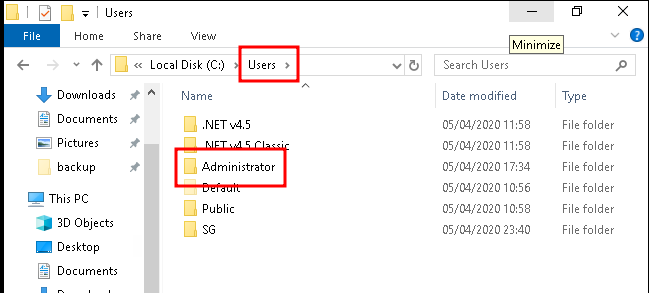 Users
File Home Share View
Minimize
« Local Disk (C:) Users Search Users
Downloads
Documents
Pictures
backup
This PC
3D Objects
Desktop
Documents
Downloads
Name Date modified Type
.NET v4.5 05/04/2020 11:58 File folder
.NET v4.5 Classic 05/04/2020 11:58 File folder
Administrator 05/04/2020 17:34 File folder
Default 05/04/2020 10:56 File folder
Public 05/04/2020 10:58 File folder
SG 05/04/2020 23:40 File folder